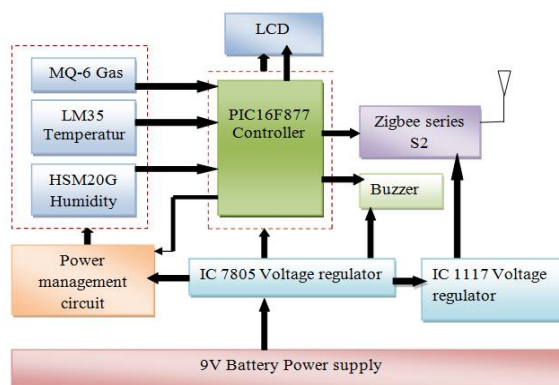 LCD
MQ-6 Gas
LM35
Temperatur
HSM20G
Humidity
PIC16F877
Controller
Zigbee series
S2
Buzzer
Power
management
circuit
IC 7805 Voltage regulator
IC 1117 Voltage
regulator
9V Battery Power supply